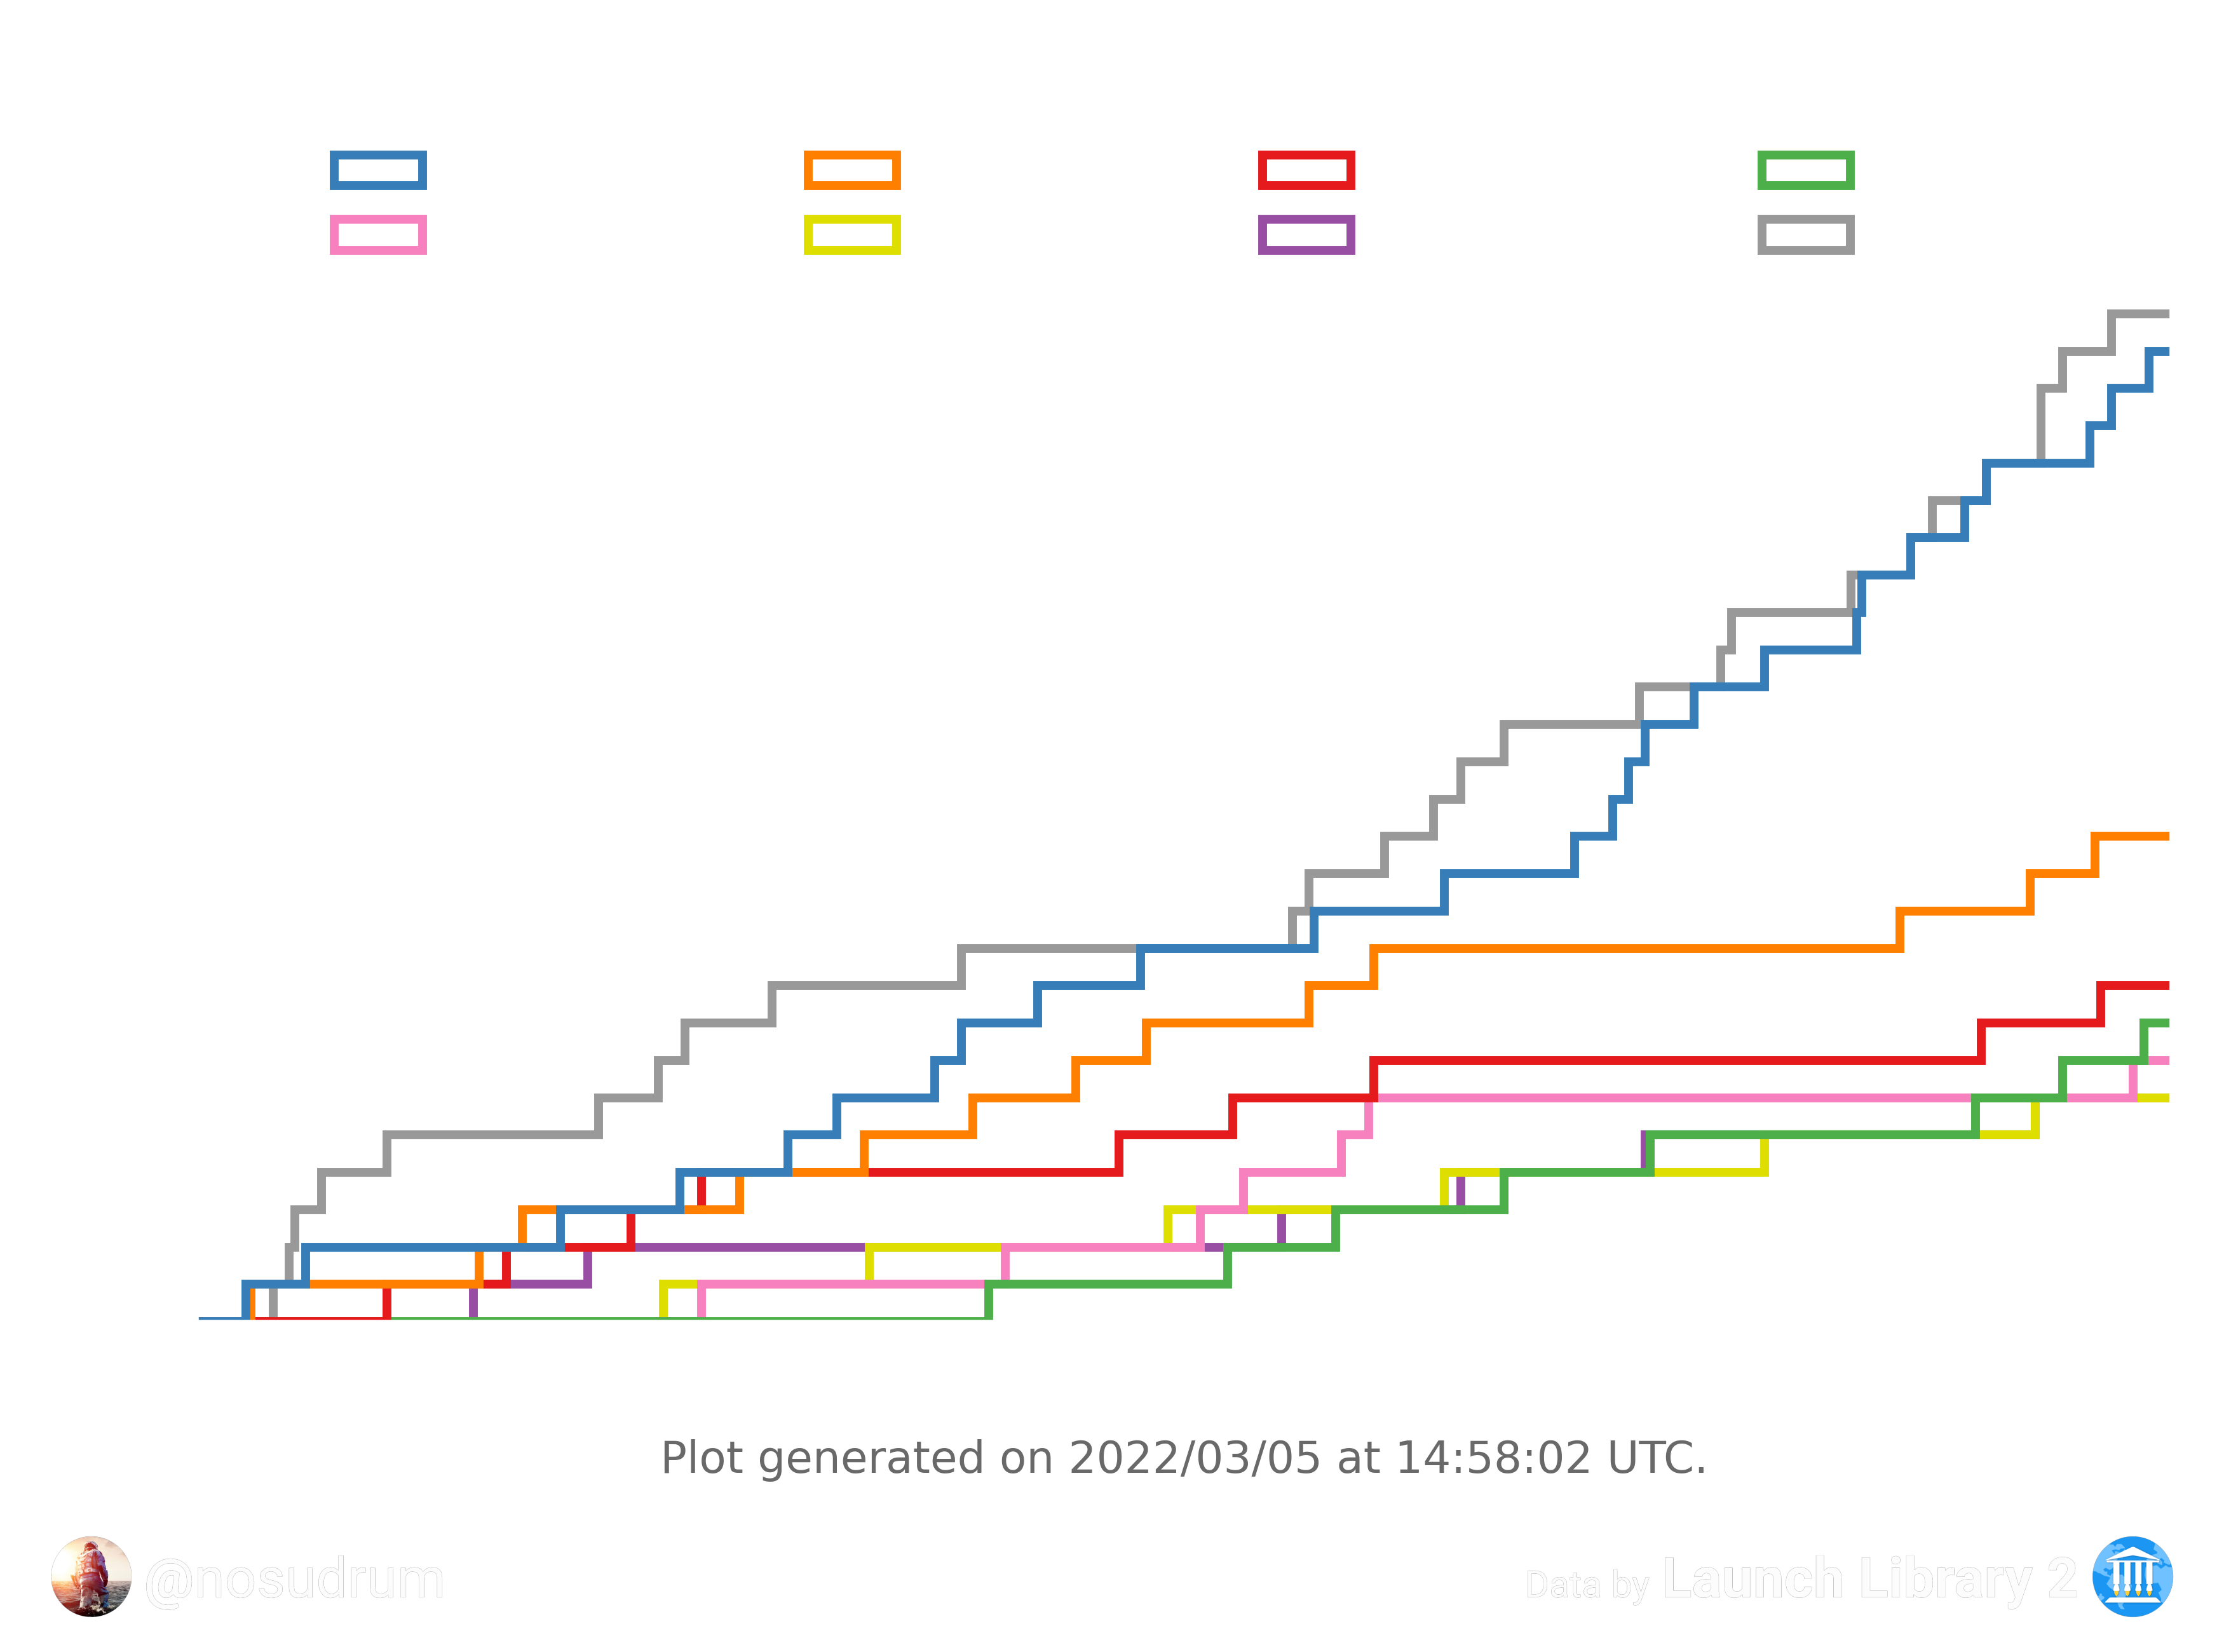 Plot generated on 2022/03/05 at 14:58:02 UTC.
@nosudrum
Data by Launch Library 2